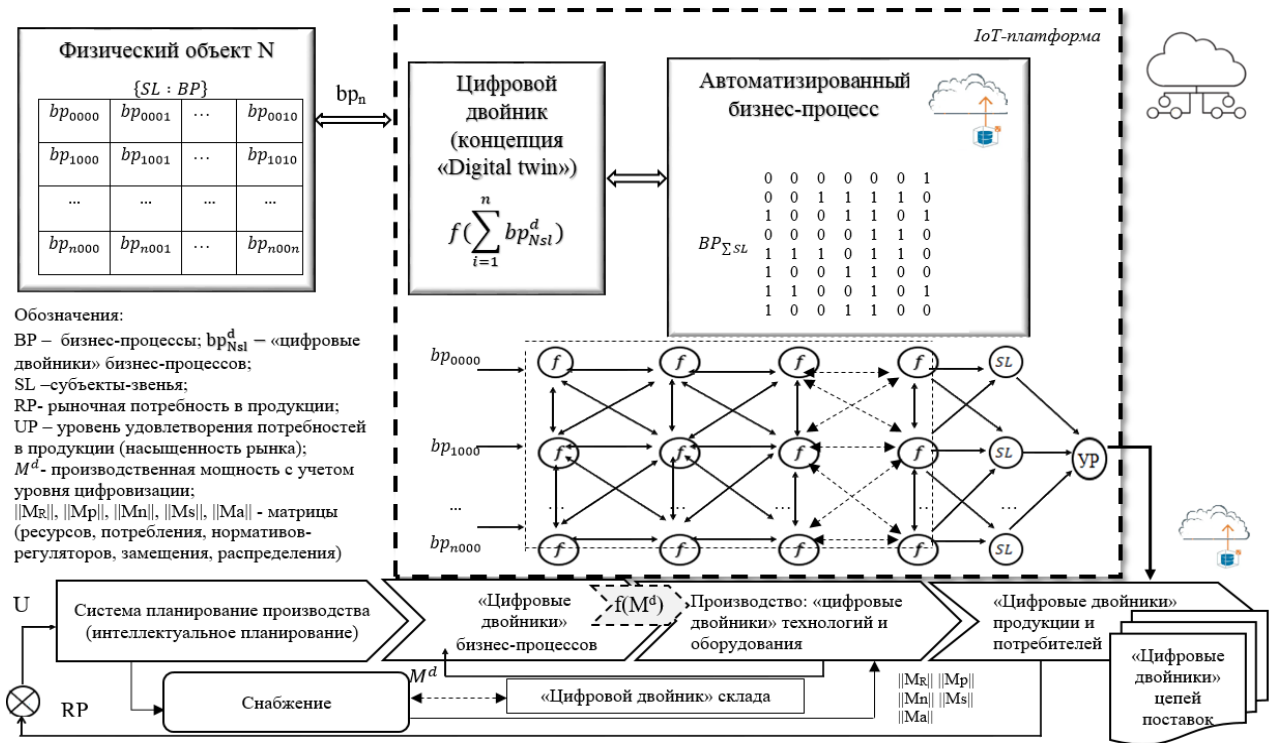 IoT-платформа
Физический объект N
{SL : BP}
bp₀₀₀₀ bp₀₀₀₁ … bp₀₀₁₀
bp₁₀₀₀ bp₁₀₀₁ … bp₁₀₁₀
... ... ... ...
bpₙ₀₀₀ bpₙ₀₀₁ … bpₙ₀₀ₙ
bpₙ
Цифровой
двойник
(концепция
«Digital twin»)
f(∑ⁿᵢ₌₁ bp^d_Nsl)
Автоматизированный
бизнес-процесс
BP_∑SL
0 0 0 0 0 0 1
0 0 1 1 1 1 0
1 0 0 1 1 0 1
0 0 0 0 1 1 0
1 1 1 0 1 1 0
1 0 0 1 1 0 0
1 1 0 0 1 0 1
1 0 0 1 1 0 0
Обозначения:
BP – бизнес-процессы; bp^d_Nsl – «цифровые
двойники» бизнес-процессов;
SL –субъекты-звенья;
RP- рыночная потребность в продукции;
UP – уровень удовлетворения потребностей
в продукции (насыщенность рынка);
M^d- производственная мощность с учетом
уровня цифровизации;
||MR||, ||Mp||, ||Mn||, ||Ms||, ||Ma|| - матрицы
(ресурсов, потребления, нормативов-
регуляторов, замещения, распределения)
bp₀₀₀₀ f f f f SL
bp₁₀₀₀ f f f f SL УР
... ... ... ... ... ...
bpₙ₀₀₀ f f f f SL
U
Система планирование производства
(интеллектуальное планирование)
«Цифровые
двойники»
бизнес-процессов
f(M^d)
Производство: «цифровые
двойники» технологий и
оборудования
«Цифровые двойники»
продукции и
потребителей
«Цифровые
двойники»
цепей
поставок
RP
Снабжение
M^d
«Цифровой двойник» склада
||MR|| ||Mp||
||Mn|| ||Ms||
||Ma||